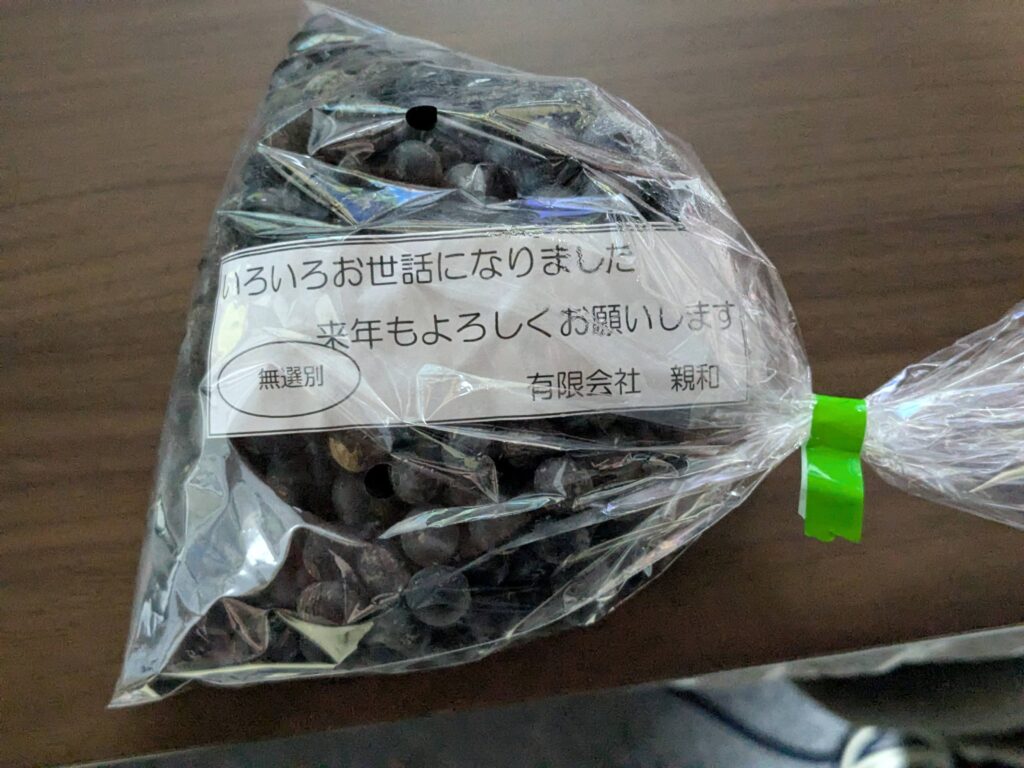 いろいろお世話になりました
来年もよろしくお願いします
無選別
有限会社 親和